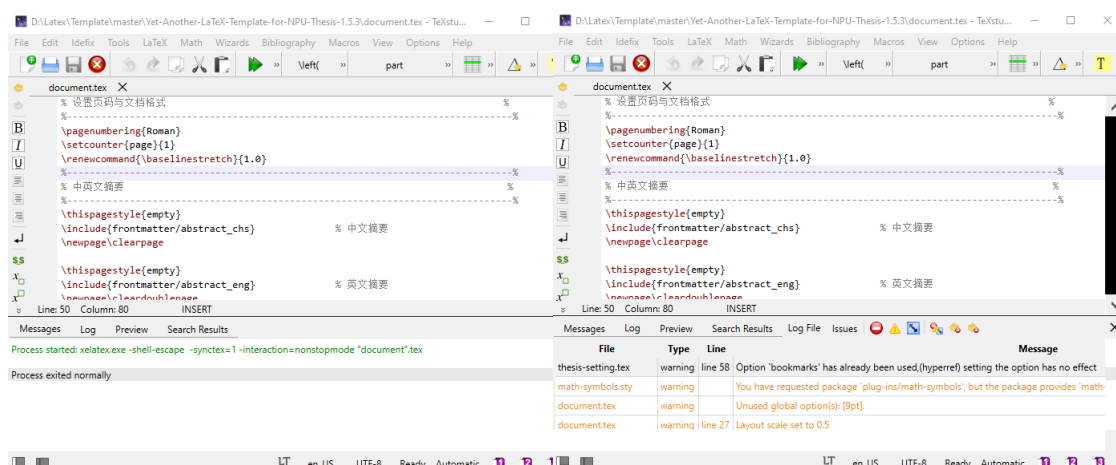 D:\Latex\Template\master\Yet-Another-LaTeX-Template-for-NPU-Thesis-1.5.3\document.tex - TeXstu...
File Edit Idefix Tools LaTeX Math Wizards Bibliography Macros View Options Help
\left( part
document.tex
% 设置页码与文档格式 %
%------------------------------------------------------------------------%
\pagenumbering{Roman}
\setcounter{page}{1}
\renewcommand{\baselinestretch}{1.0}
%------------------------------------------------------------------------%
% 中英文摘要 %
%------------------------------------------------------------------------%
\thispagestyle{empty}
\include{frontmatter/abstract_chs} % 中文摘要
\newpage\clearpage
\thispagestyle{empty}
\include{frontmatter/abstract_eng} % 英文摘要
\newpage\cleardoublepage
Line: 50 Column: 80 INSERT
Messages Log Preview Search Results
Process started: xelatex.exe -shell-escape -synctex=1 -interaction=nonstopmode "document".tex
Process exited normally
LT en_US UTF-8 Ready Automatic
D:\Latex\Template\master\Yet-Another-LaTeX-Template-for-NPU-Thesis-1.5.3\document.tex - TeXstu...
File Edit Idefix Tools LaTeX Math Wizards Bibliography Macros View Options Help
\left( part T
document.tex
% 设置页码与文档格式 %
%------------------------------------------------------------------------%
\pagenumbering{Roman}
\setcounter{page}{1}
\renewcommand{\baselinestretch}{1.0}
%------------------------------------------------------------------------%
% 中英文摘要 %
%------------------------------------------------------------------------%
\thispagestyle{empty}
\include{frontmatter/abstract_chs} % 中文摘要
\newpage\clearpage
\thispagestyle{empty}
\include{frontmatter/abstract_eng} % 英文摘要
\newpage\cleardoublepage
Line: 50 Column: 80 INSERT
Messages Log Preview Search Results Log File Issues
File Type Line Message
thesis-setting.tex warning line 58 Option `bookmarks' has already been used,(hyperref) setting the option has no effect
math-symbols.sty warning You have requested package `plug-ins/math-symbols', but the package provides `math-
document.tex warning Unused global option(s): [9pt].
document.tex warning line 27 Layout scale set to 0.5
LT en_US UTF-8 Ready Automatic